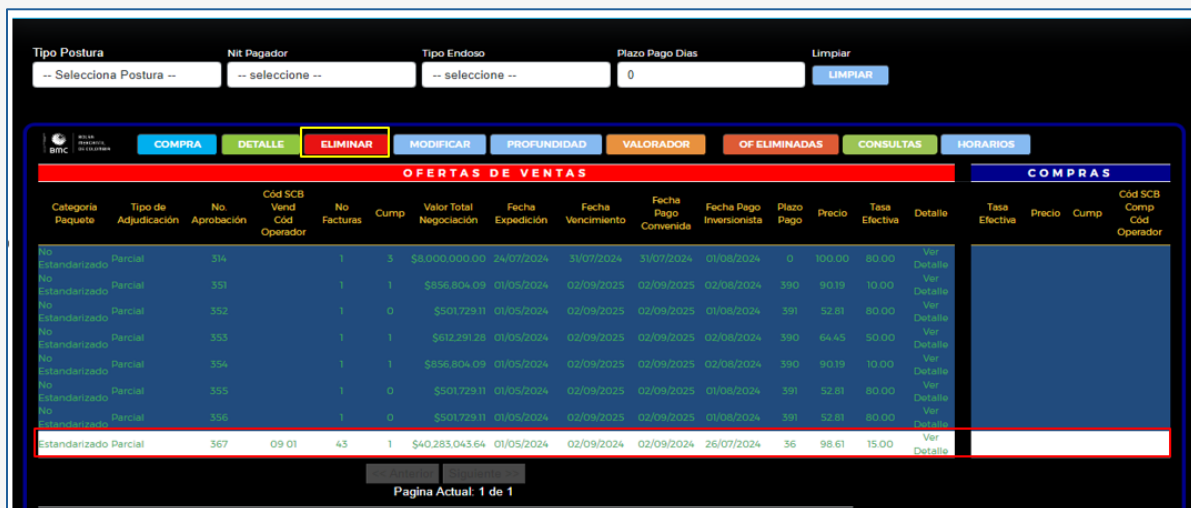 Tipo Postura Nit Pagador Tipo Endoso Plazo Pago Dias Limpiar
-- Selecciona Postura -- -- seleccione -- -- seleccione -- 0 LIMPIAR
BMC BOLSA MERCANTIL DE COLOMBIA COMPRA DETALLE ELIMINAR MODIFICAR PROFUNDIDAD VALORADOR OF ELIMINADAS CONSULTAS HORARIOS
OFERTAS DE VENTAS COMPRAS
Categoría Paquete Tipo de Adjudicación No. Aprobación Cód SCB Vend Cód Operador No Facturas Cump Valor Total Negociación Fecha Expedición Fecha Vencimiento Fecha Pago Convenida Fecha Pago Inversionista Plazo Pago Precio Tasa Efectiva Detalle Tasa Efectiva Precio Cump Cód SCB Comp Cód Operador
No Estandarizado Parcial 314 1 3 $8,000,000.00 24/07/2024 31/07/2024 31/07/2024 01/08/2024 0 100.00 80.00 Ver Detalle
No Estandarizado Parcial 351 1 1 $856,804.09 01/05/2024 02/09/2025 02/09/2025 02/08/2024 390 90.19 10.00 Ver Detalle
No Estandarizado Parcial 352 1 0 $501,729.11 01/05/2024 02/09/2025 02/09/2025 01/08/2024 391 52.81 80.00 Ver Detalle
No Estandarizado Parcial 353 1 1 $612,291.28 01/05/2024 02/09/2025 02/09/2025 02/08/2024 390 64.45 50.00 Ver Detalle
No Estandarizado Parcial 354 1 1 $856,804.09 01/05/2024 02/09/2025 02/09/2025 02/08/2024 390 90.19 10.00 Ver Detalle
No Estandarizado Parcial 355 1 0 $501,729.11 01/05/2024 02/09/2025 02/09/2025 01/08/2024 391 52.81 80.00 Ver Detalle
No Estandarizado Parcial 356 1 0 $501,729.11 01/05/2024 02/09/2025 02/09/2025 01/08/2024 391 52.81 80.00 Ver Detalle
Estandarizado Parcial 367 09 01 43 1 $40,283,043.64 01/05/2024 02/09/2024 02/09/2024 26/07/2024 36 98.61 15.00 Ver Detalle
<< Anterior Siguiente >>
Pagina Actual: 1 de 1